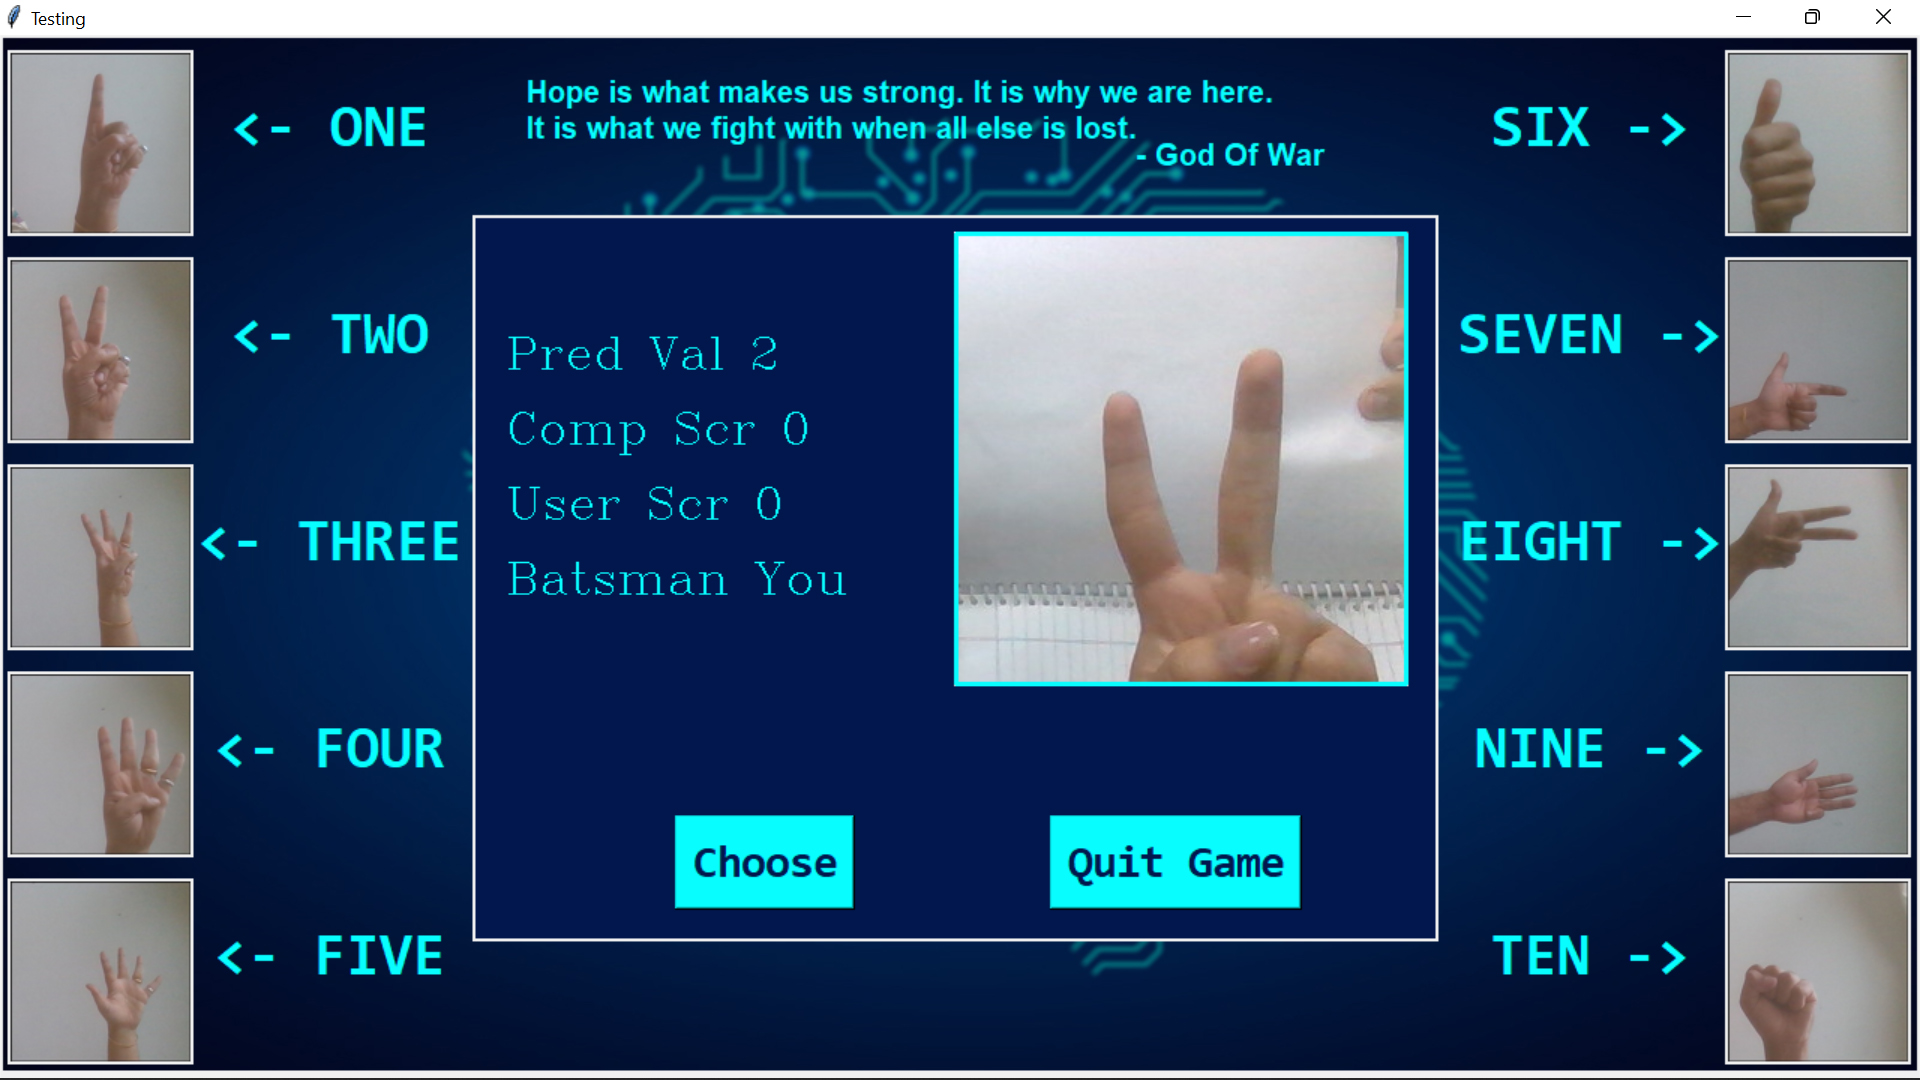 Testing
Hope is what makes us strong. It is why we are here.
It is what we fight with when all else is lost.
- God Of War
<- ONE
<- TWO
<- THREE
<- FOUR
<- FIVE
Pred Val 2
Comp Scr 0
User Scr 0
Batsman You
Choose
Quit Game
SIX ->
SEVEN ->
EIGHT ->
NINE ->
TEN ->